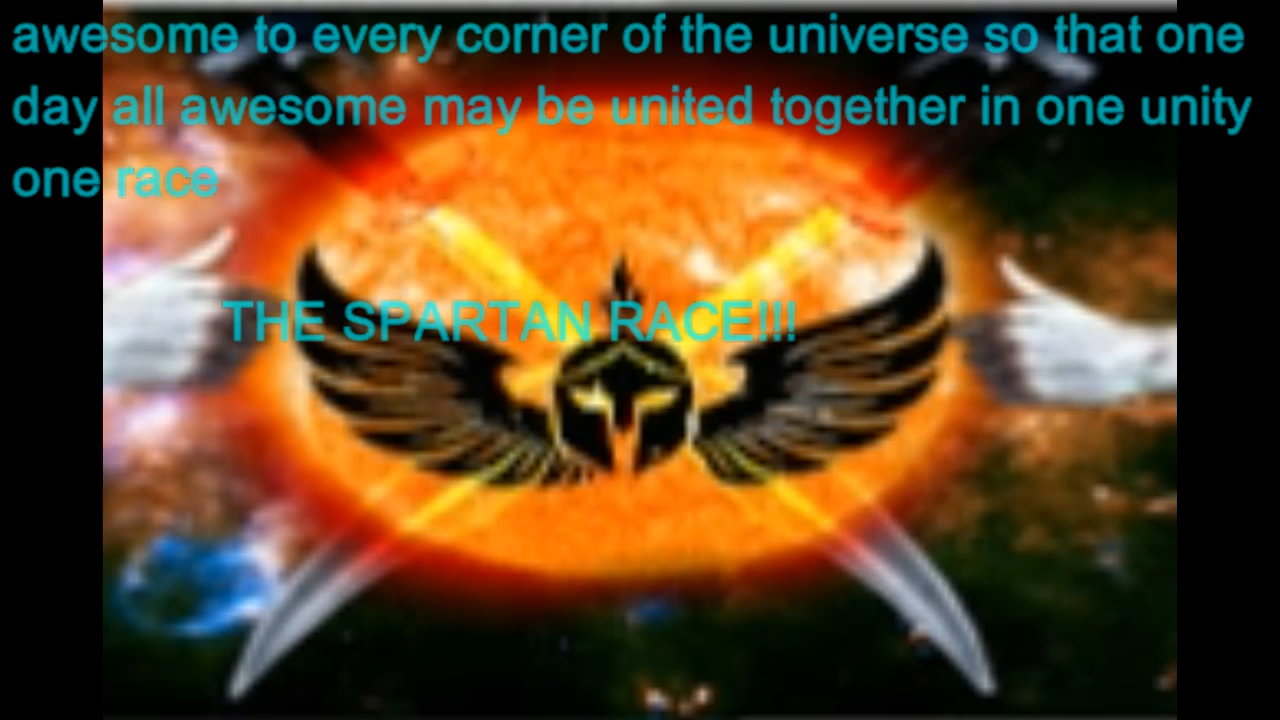 awesome to every corner of the universe so that one
day all awesome may be united together in one unity
one race
THE SPARTAN RACE!!!